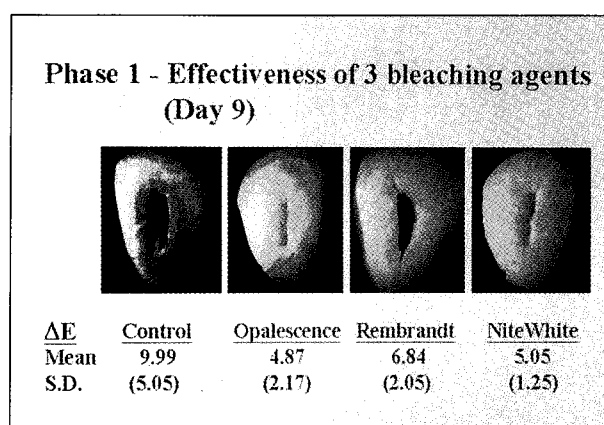 Phase 1 - Effectiveness of 3 bleaching agents
(Day 9)
ΔE Control Opalescence Rembrandt NiteWhite
Mean 9.99 4.87 6.84 5.05
S.D. (5.05) (2.17) (2.05) (1.25)